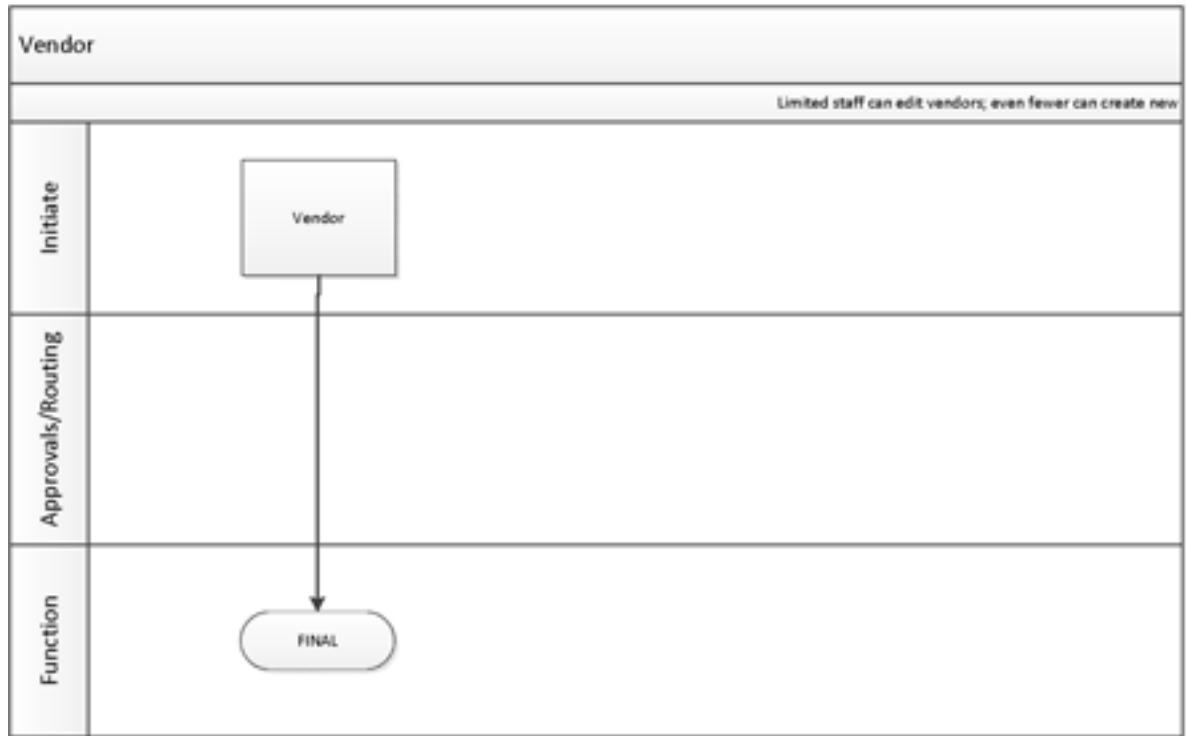 Vendor
Limited staff can edit vendors; even fewer can create new
Initiate
Vendor
Approvals/Routing
Function
FINAL